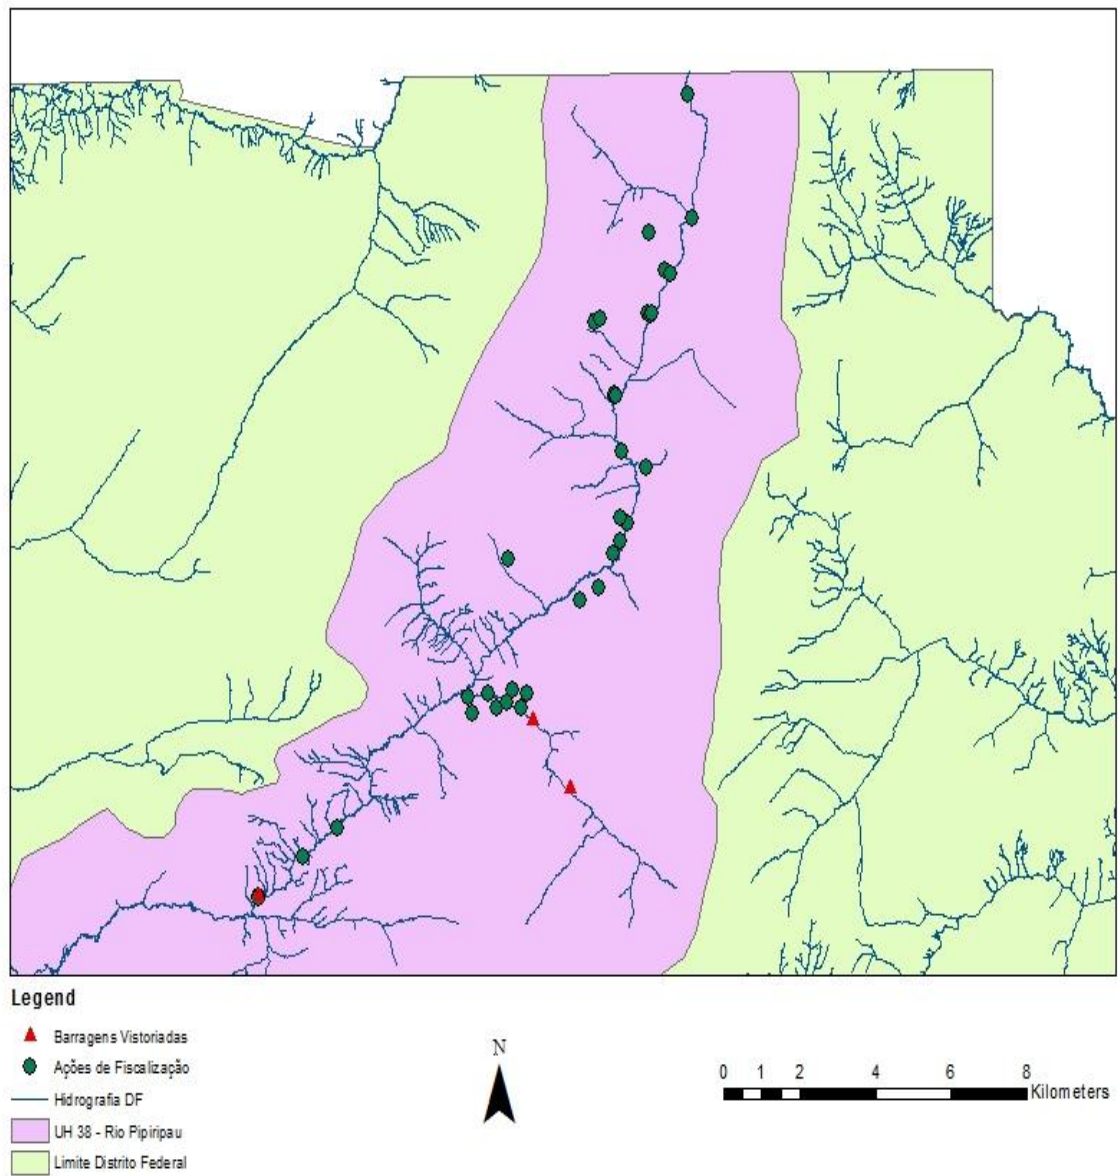 Legend
Barragens Vistoriadas
Ações de Fiscalização
Hidrografia DF
UH 38 - Rio Pipiripau
Limite Distrito Federal
N
0 1 2 4 6 8
Kilometers